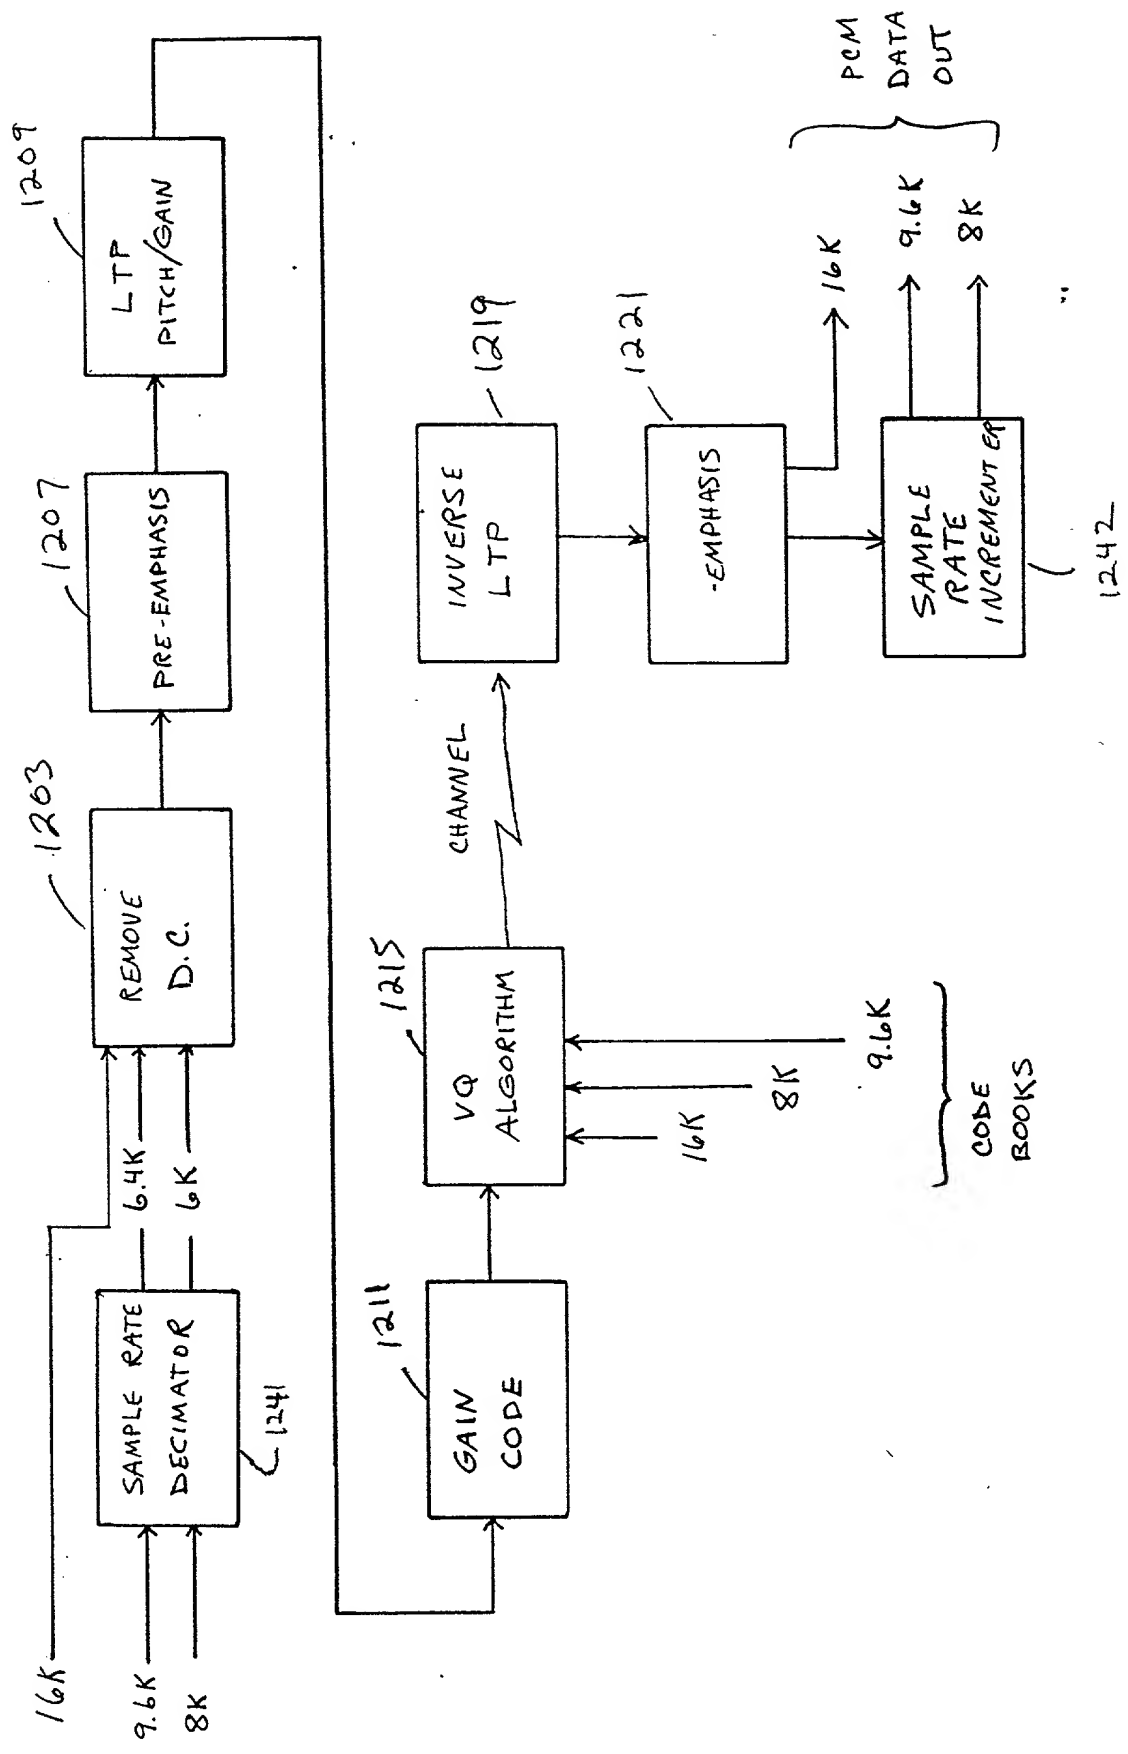 16K
9.6K
8K
SAMPLE RATE
DECIMATOR
1241
6.4K
6K
REMOVE
D.C.
1203
PRE-EMPHASIS
1207
LTP
PITCH/GAIN
1209
GAIN
CODE
1211
VQ
ALGORITHM
1215
16K
8K
9.6K
CODE
BOOKS
CHANNEL
INVERSE
LTP
1219
-EMPHASIS
1221
16K
SAMPLE
RATE
INCREMENTER
1242
9.6K
8K
PCM
DATA
OUT